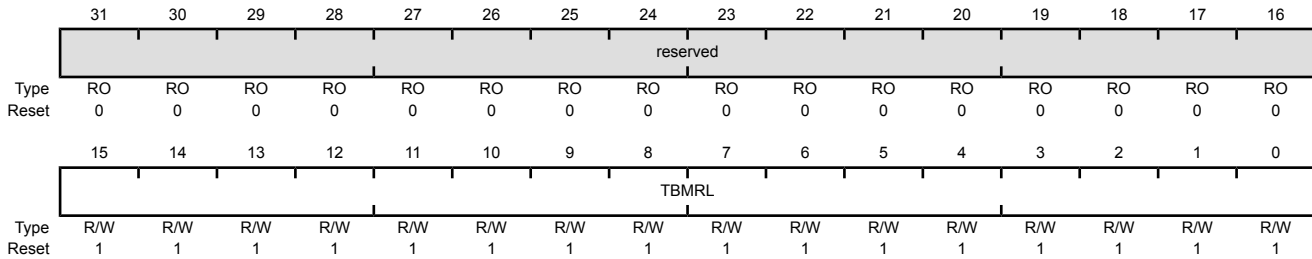 31 30 29 28 27 26 25 24 23 22 21 20 19 18 17 16
reserved
Type RO RO RO RO RO RO RO RO RO RO RO RO RO RO RO RO
Reset 0 0 0 0 0 0 0 0 0 0 0 0 0 0 0 0
15 14 13 12 11 10 9 8 7 6 5 4 3 2 1 0
TBMRL
Type R/W R/W R/W R/W R/W R/W R/W R/W R/W R/W R/W R/W R/W R/W R/W R/W
Reset 1 1 1 1 1 1 1 1 1 1 1 1 1 1 1 1